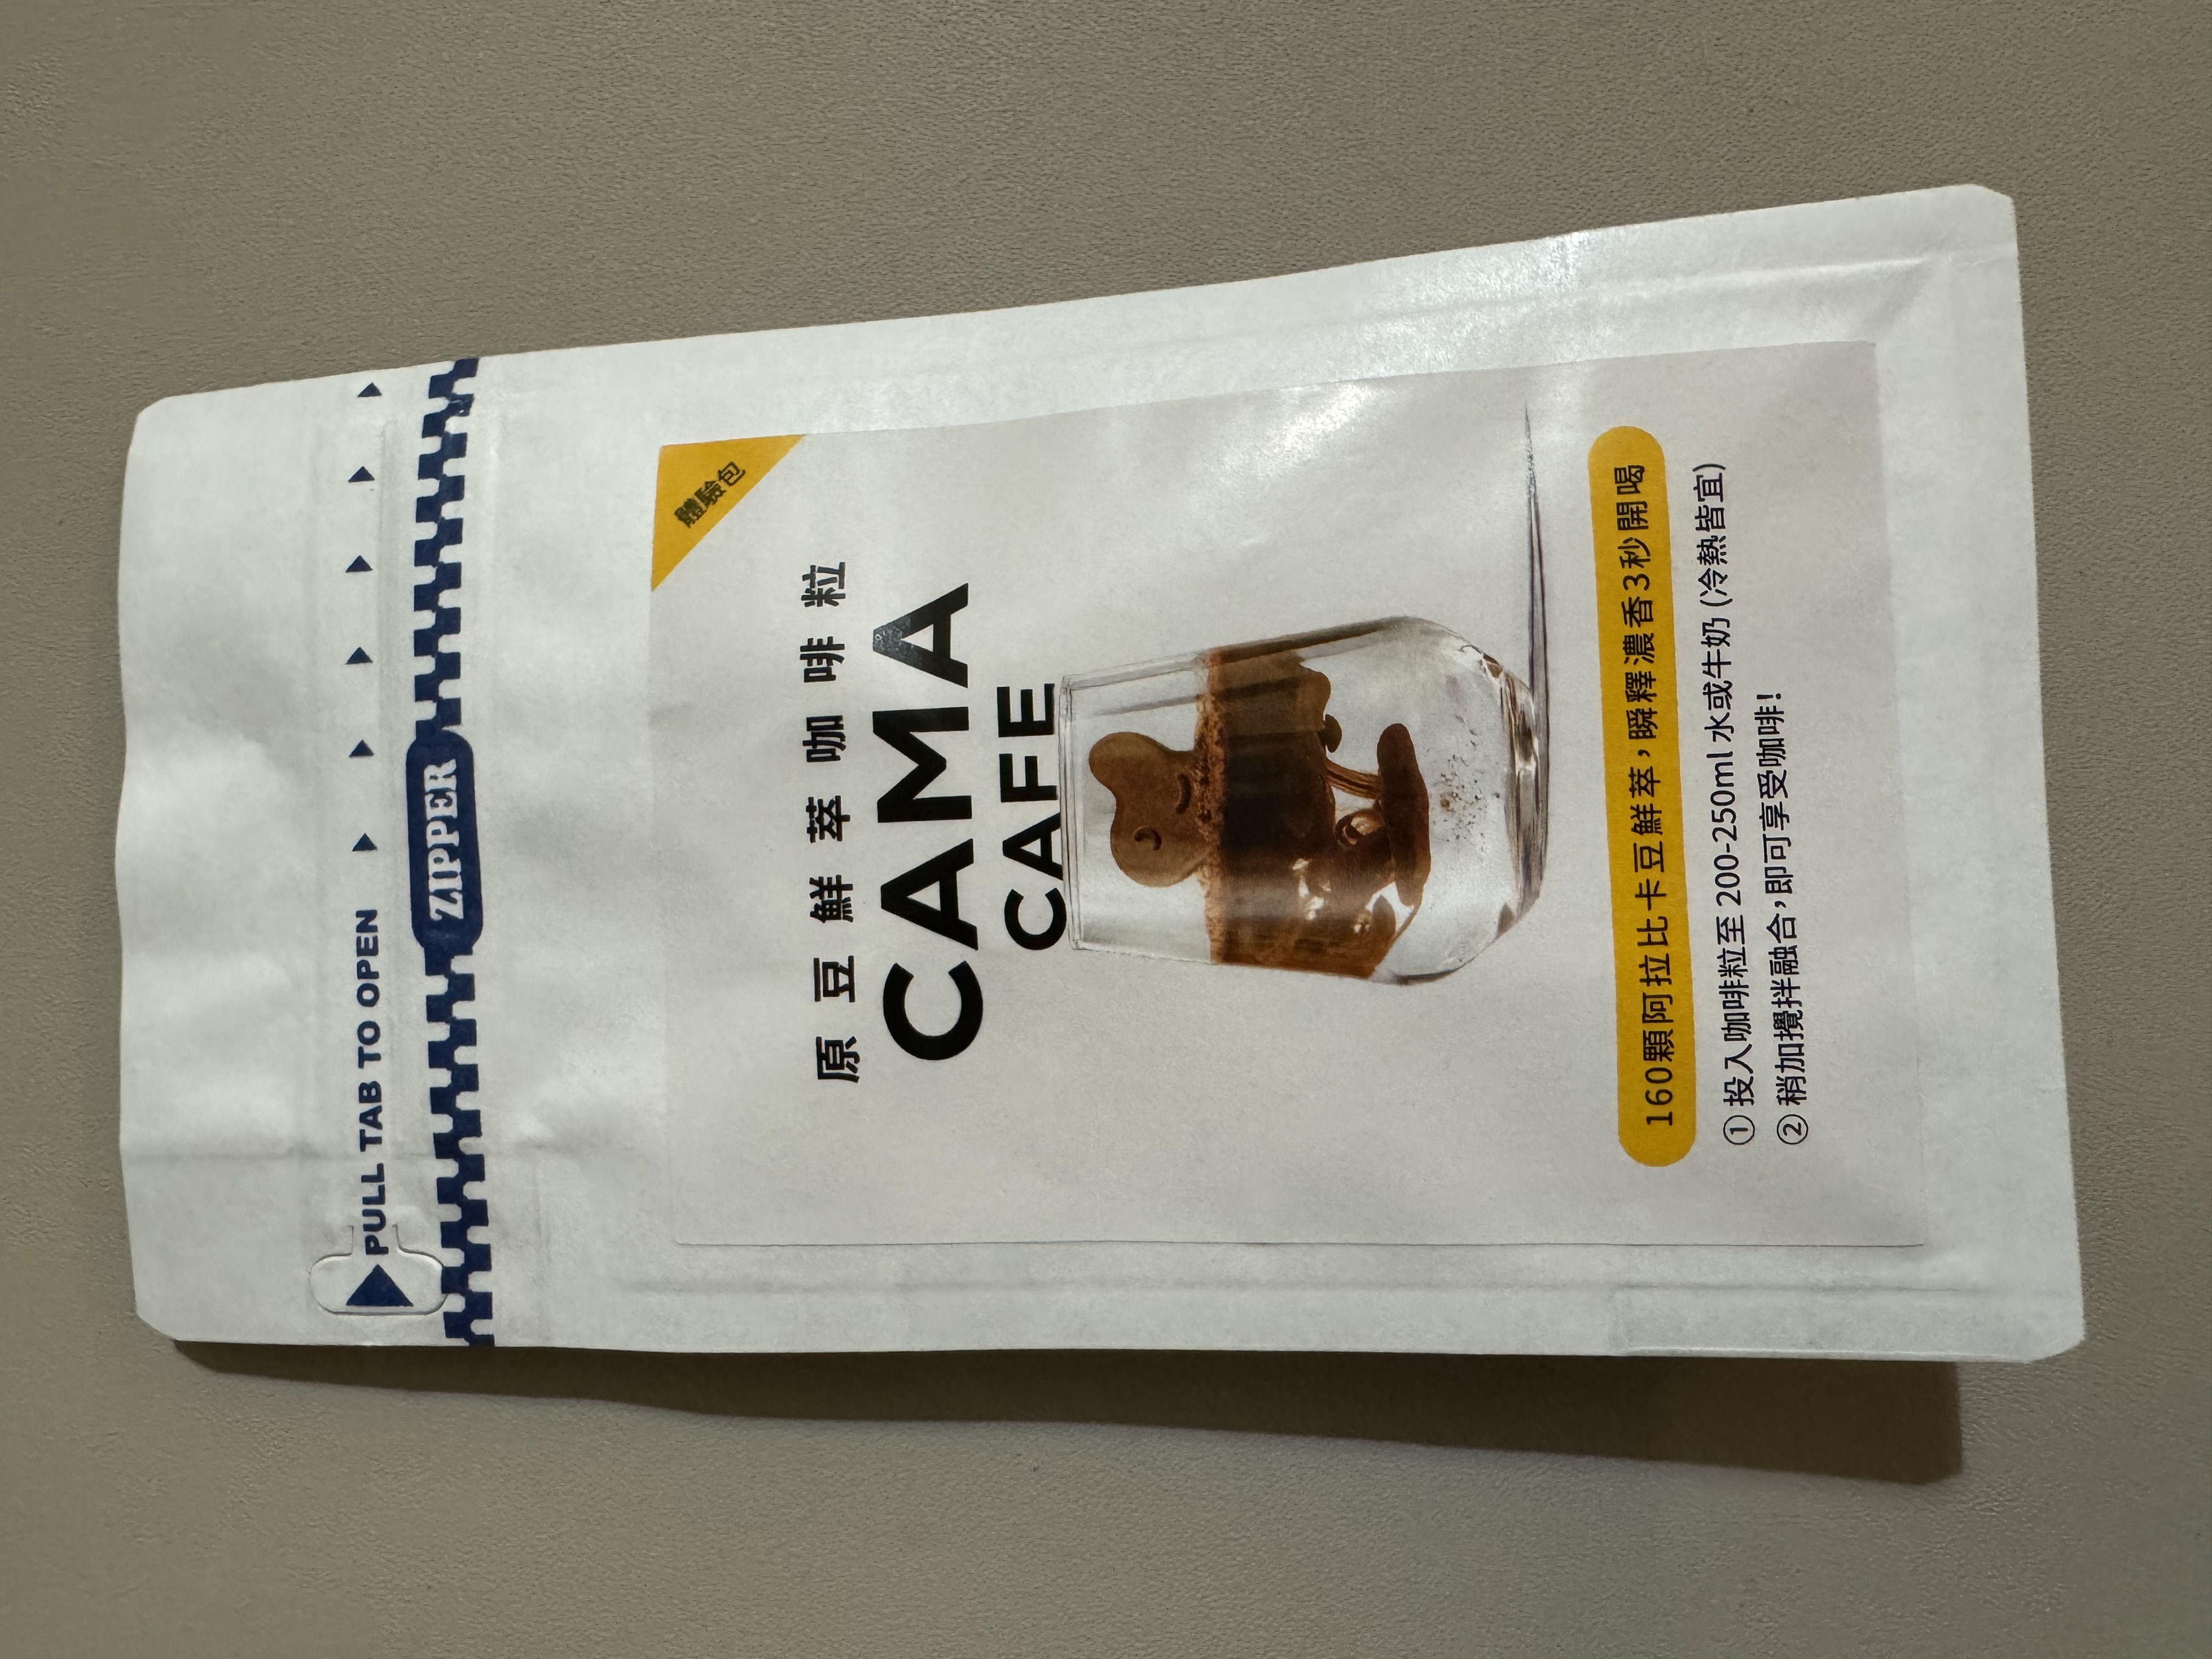 PULL TAB TO OPEN
ZIPPER
體驗包
原豆鮮萃咖啡粒
CAMA
CAFE
160顆阿拉比卡豆鮮萃，瞬釋濃香3秒開喝
①投入咖啡粒至 200-250ml 水或牛奶 (冷熱皆宜)
②稍加攪拌融合，即可享受咖啡!